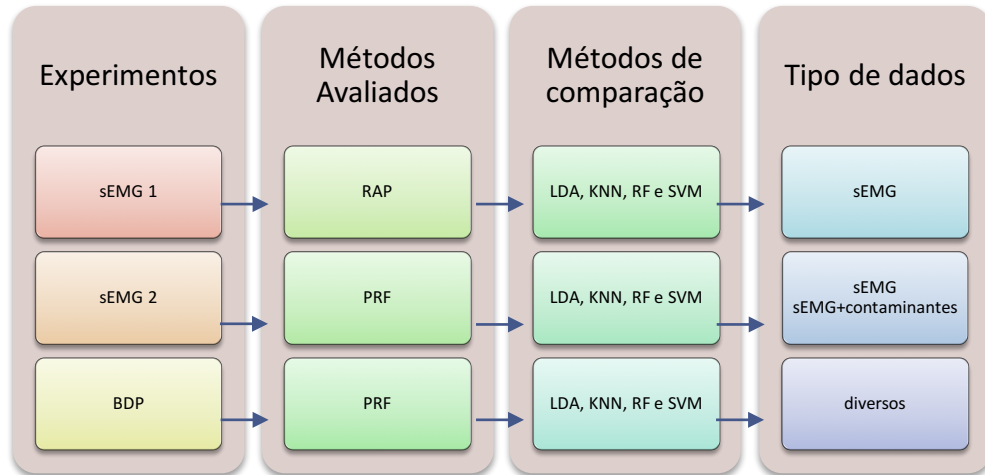 Experimentos
Métodos
Avaliados
Métodos de
comparação
Tipo de dados
sEMG 1
RAP
LDA, KNN, RF e SVM
sEMG
sEMG 2
PRF
LDA, KNN, RF e SVM
sEMG
sEMG+contaminantes
BDP
PRF
LDA, KNN, RF e SVM
diversos